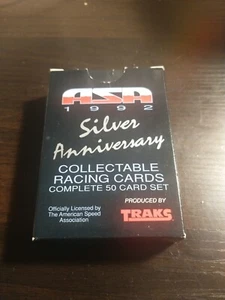 ASA
1992
Silver
Anniversary
COLLECTABLE
RACING CARDS
COMPLETE 50 CARD SET
Officially Licensed by
The American Speed
Association
PRODUCED BY
TRAKS